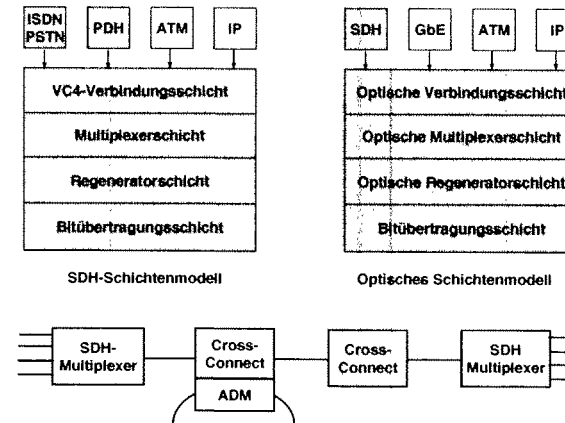 ISDN
PSTN
PDH
ATM
IP
VC4-Verbindungsschicht
Multiplexerschicht
Regeneratorschicht
Bitübertragungsschicht
SDH-Schichtenmodell
SDH
GbE
ATM
IP
Optische Verbindungsschicht
Optische Multiplexerschicht
Optische Regeneratorschicht
Bitübertragungsschicht
Optisches Schichtenmodell
SDH-
Multiplexer
Cross-
Connect
ADM
Cross-
Connect
SDH
Multiplexer